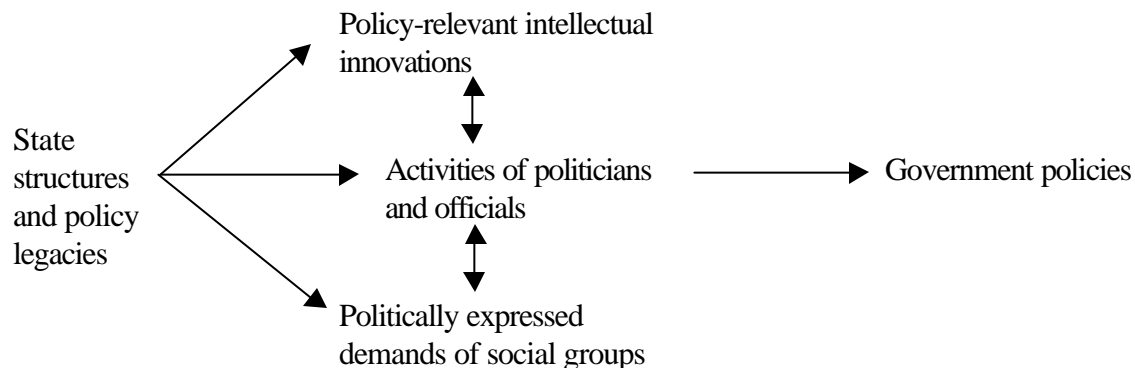 Policy-relevant intellectual
innovations
State
structures
and policy
legacies
Activities of politicians
and officials
Government policies
Politically expressed
demands of social groups